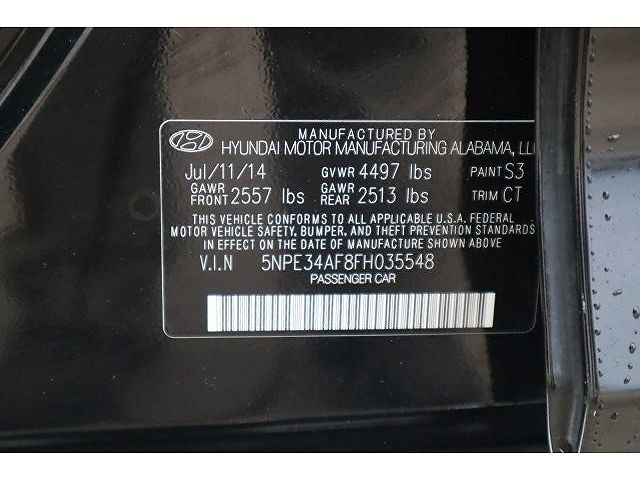 MANUFACTURED BY
HYUNDAI MOTOR MANUFACTURING ALABAMA, LL
Jul/11/14 GVWR 4497 lbs PAINT S3
GAWR FRONT 2557 lbs GAWR REAR 2513 lbs TRIM CT
THIS VEHICLE CONFORMS TO ALL APPLICABLE U.S.A. FEDERAL
MOTOR VEHICLE SAFETY, BUMPER, AND THEFT PREVENTION STANDARDS
IN EFFECT ON THE DATE OF MANUFACTURE SHOWN ABOVE.
V.I.N 5NPE34AF8FH035548
PASSENGER CAR